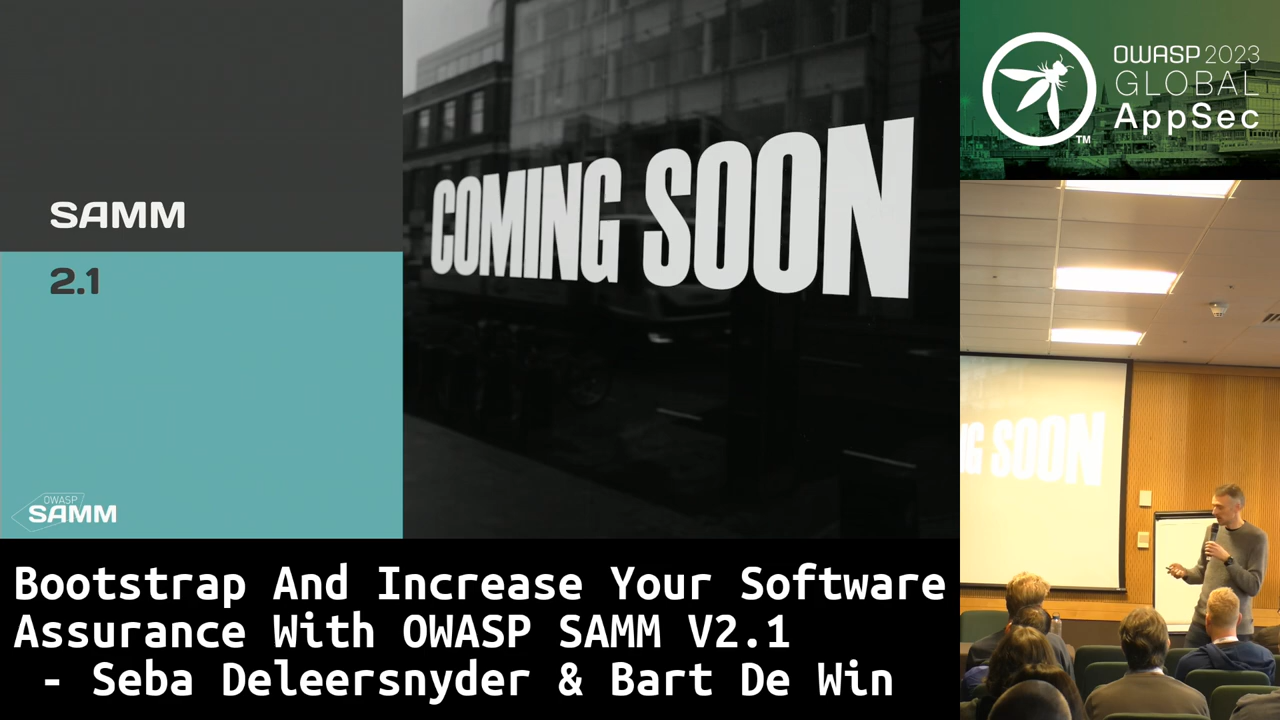 SAMM
2.1
COMING SOON
OWASP
SAMM
OWASP 2023
GLOBAL
AppSec
TM
G SOON
Bootstrap And Increase Your Software
Assurance With OWASP SAMM V2.1
- Seba Deleersnyder & Bart De Win